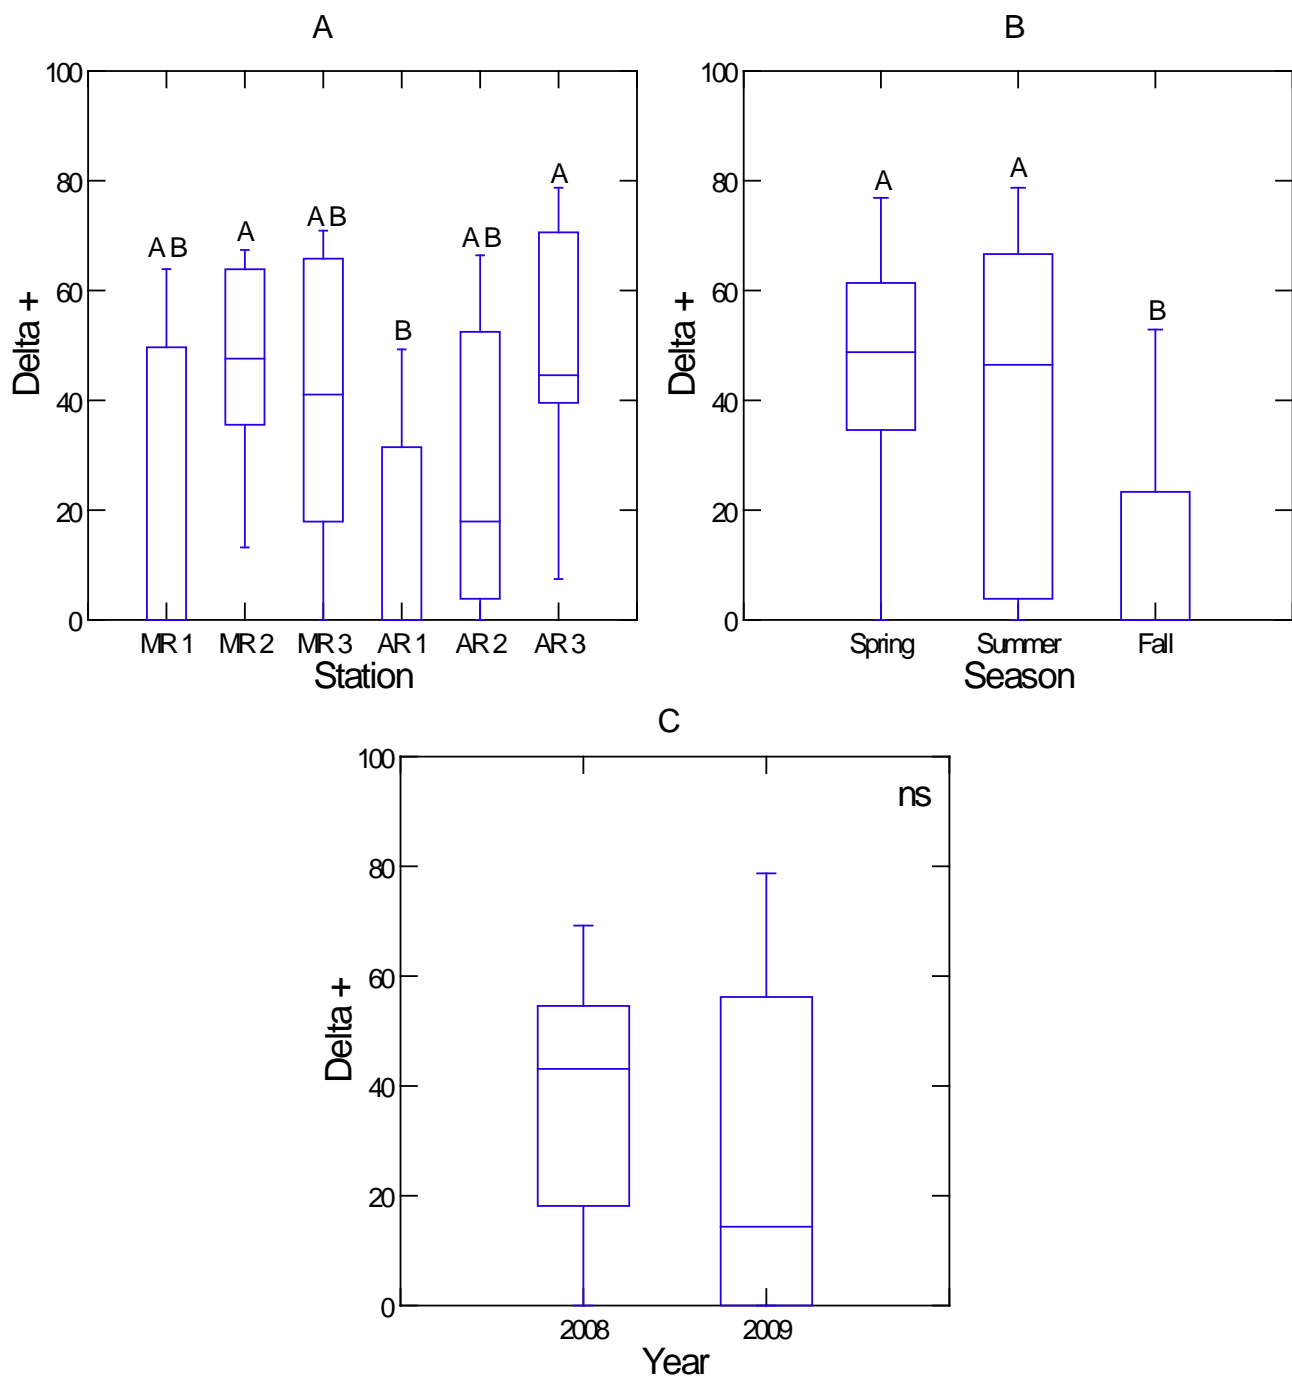 A
Delta +
100
80
60
40
20
0
A B
A
A B
B
A B
A
MR 1 MR 2 MR 3 AR 1 AR 2 AR 3
Station
B
Delta +
100
80
60
40
20
0
A
A
B
Spring Summer Fall
Season
C
Delta +
100
80
60
40
20
0
ns
2008 2009
Year